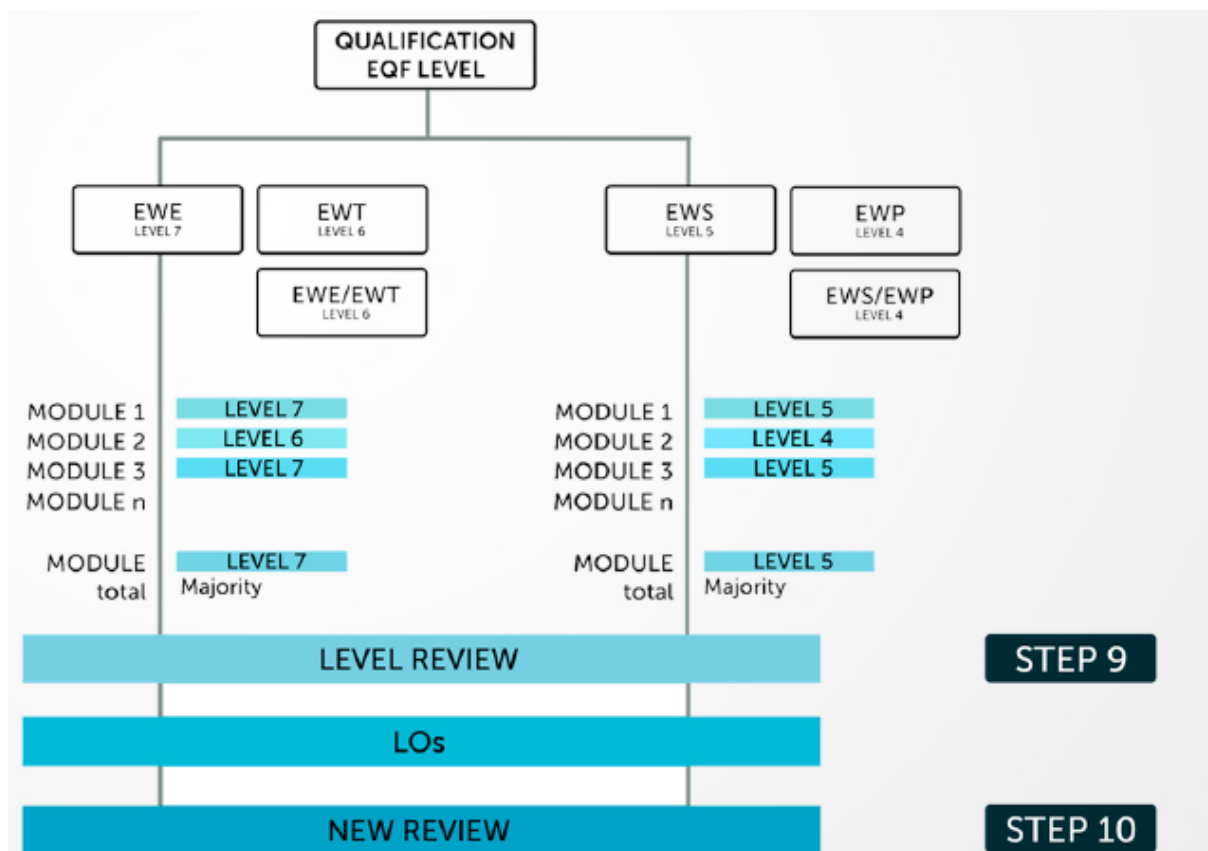 QUALIFICATION
EQF LEVEL
EWE
LEVEL 7
EWT
LEVEL 6
EWE/EWT
LEVEL 6
EWS
LEVEL 5
EWP
LEVEL 4
EWS/EWP
LEVEL 4
MODULE 1
LEVEL 7
MODULE 2
LEVEL 6
MODULE 3
LEVEL 7
MODULE n
MODULE
total
LEVEL 7
Majority
MODULE 1
LEVEL 5
MODULE 2
LEVEL 4
MODULE 3
LEVEL 5
MODULE n
MODULE
total
LEVEL 5
Majority
LEVEL REVIEW
STEP 9
LOs
NEW REVIEW
STEP 10